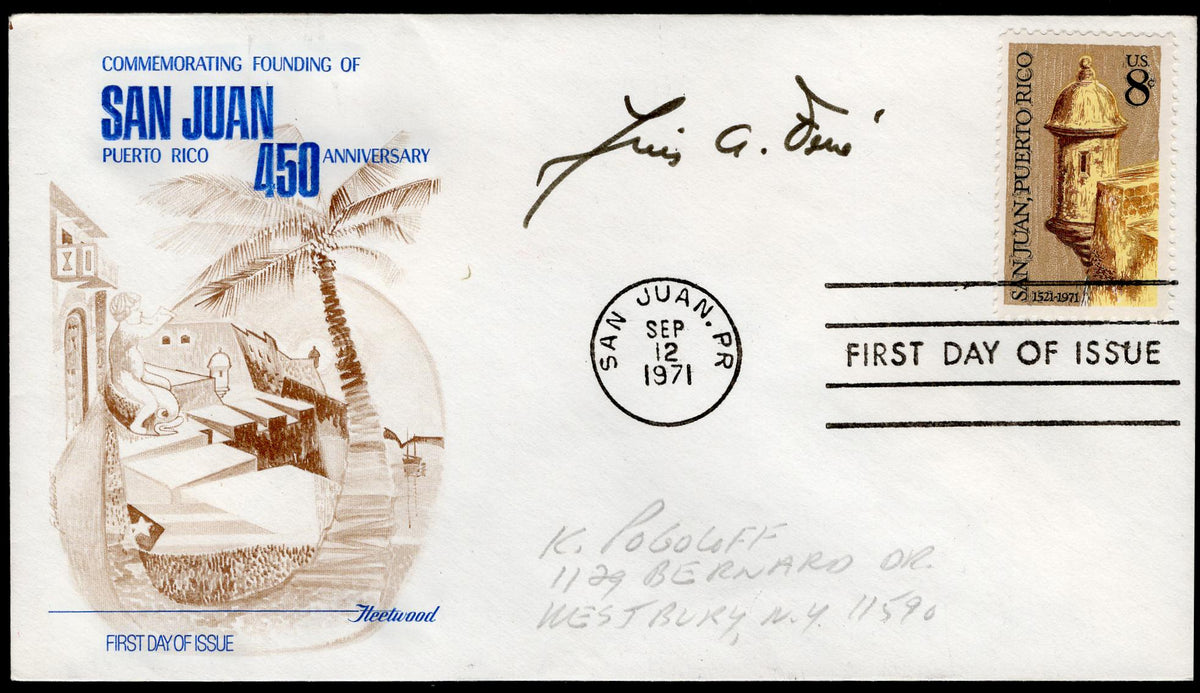 COMMEMORATING FOUNDING OF
SAN JUAN
PUERTO RICO 450 ANNIVERSARY
Luis A. Ferré
U.S.
8c
SAN JUAN, PUERTO RICO
1521-1971
SAN JUAN, PR
SEP
12
1971
FIRST DAY OF ISSUE
K. POGOLOFF
1129 BERNARD DR.
WESTBURY, N.Y. 11590
Fleetwood
FIRST DAY OF ISSUE